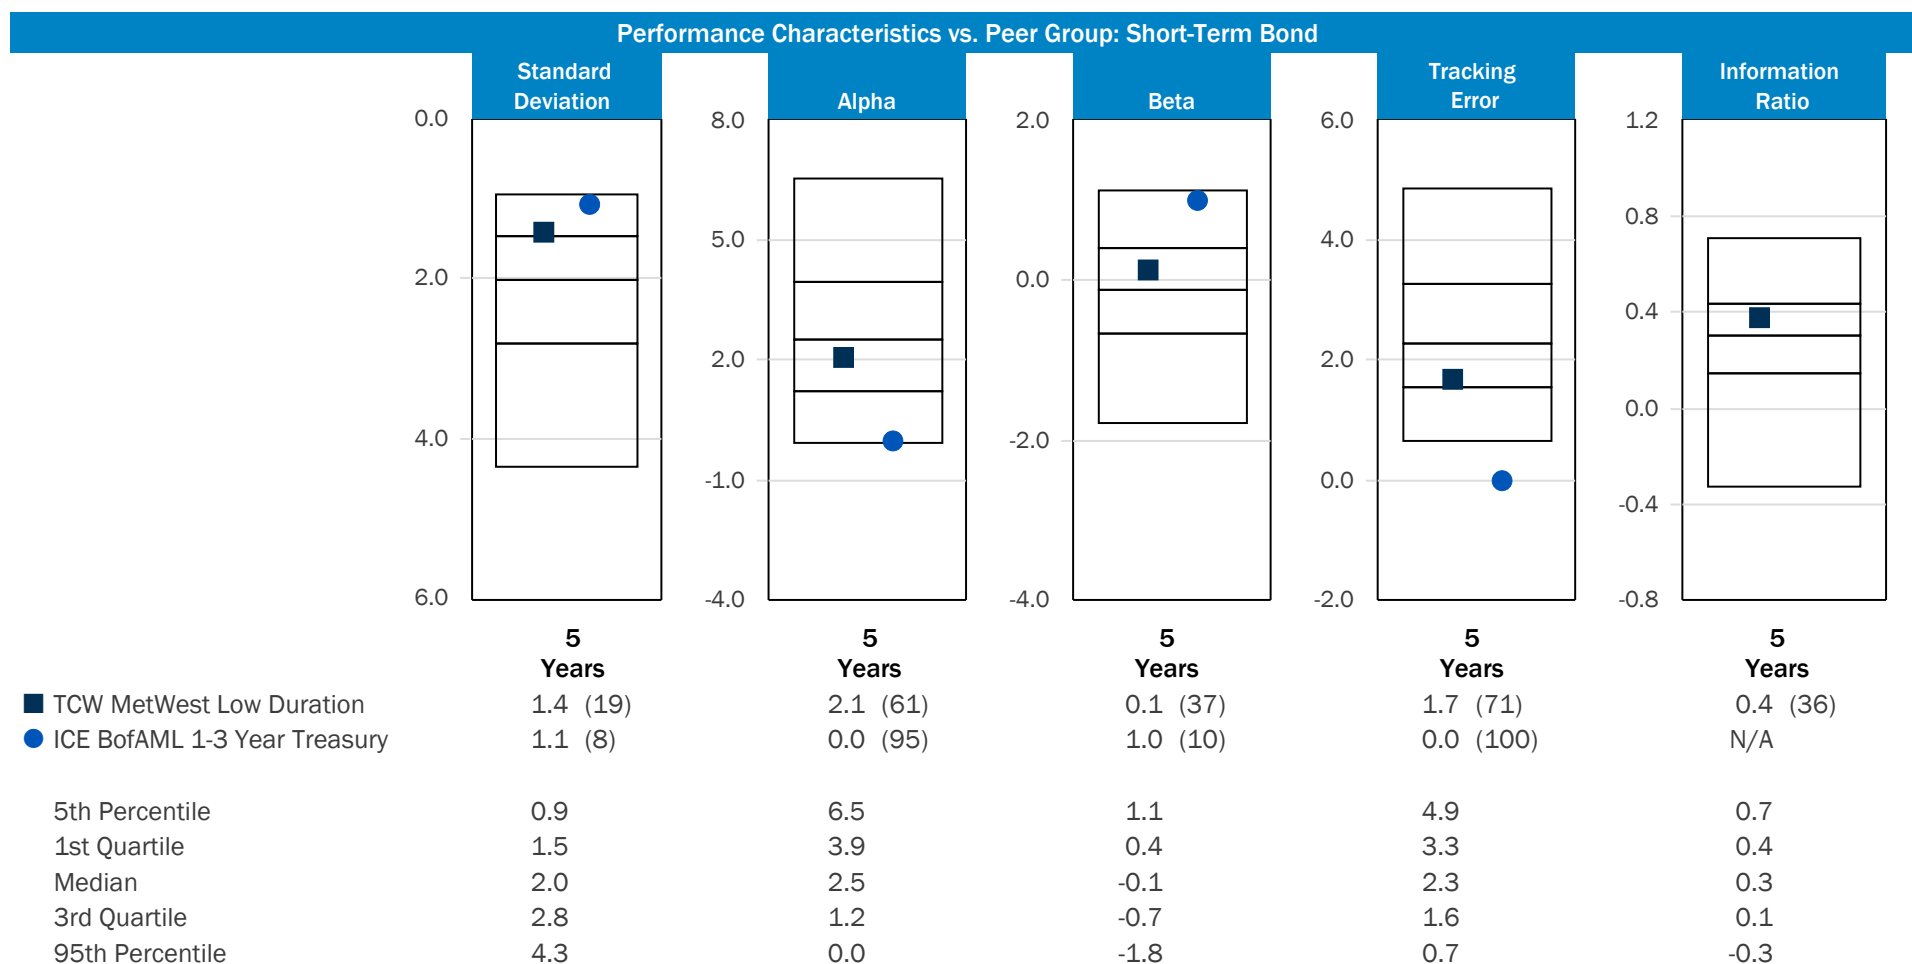 Performance Characteristics vs. Peer Group: Short-Term Bond
Standard
Deviation
Alpha
Beta
Tracking
Error
Information
Ratio
0.0
2.0
4.0
6.0
8.0
5.0
2.0
-1.0
-4.0
2.0
0.0
-2.0
-4.0
6.0
4.0
2.0
0.0
-2.0
1.2
0.8
0.4
0.0
-0.4
-0.8
5 5 5 5 5
Years Years Years Years Years
TCW MetWest Low Duration 1.4 (19) 2.1 (61) 0.1 (37) 1.7 (71) 0.4 (36)
ICE BofAML 1-3 Year Treasury 1.1 (8) 0.0 (95) 1.0 (10) 0.0 (100) N/A
5th Percentile 0.9 6.5 1.1 4.9 0.7
1st Quartile 1.5 3.9 0.4 3.3 0.4
Median 2.0 2.5 -0.1 2.3 0.3
3rd Quartile 2.8 1.2 -0.7 1.6 0.1
95th Percentile 4.3 0.0 -1.8 0.7 -0.3